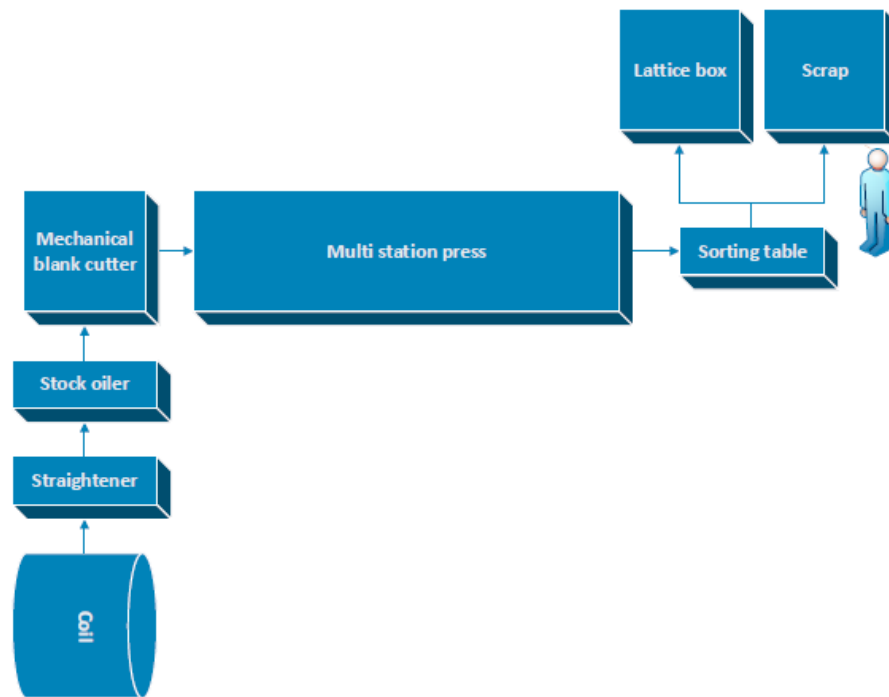 Lattice box
Scrap
Mechanical
blank cutter
Multi station press
Sorting table
Stock oiler
Straightener
Coil